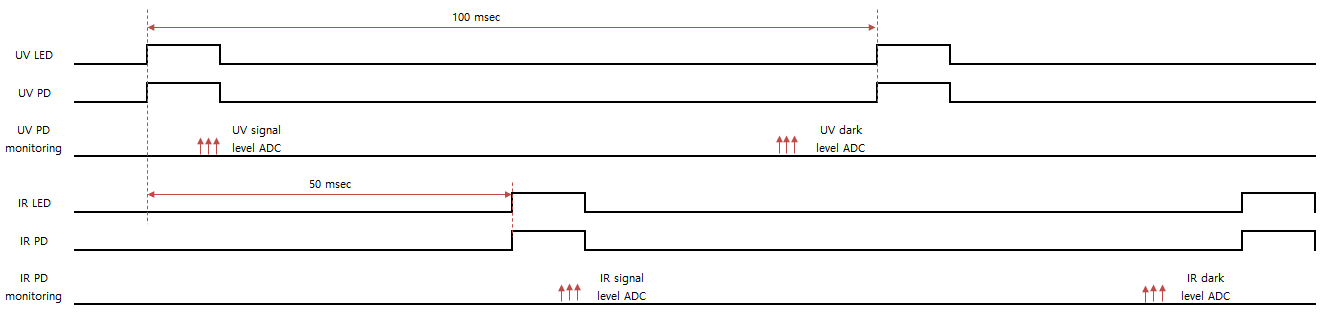 100 msec
UV LED
UV PD
UV PD
monitoring
UV signal
level ADC
UV dark
level ADC
50 msec
IR LED
IR PD
IR PD
monitoring
IR signal
level ADC
IR dark
level ADC